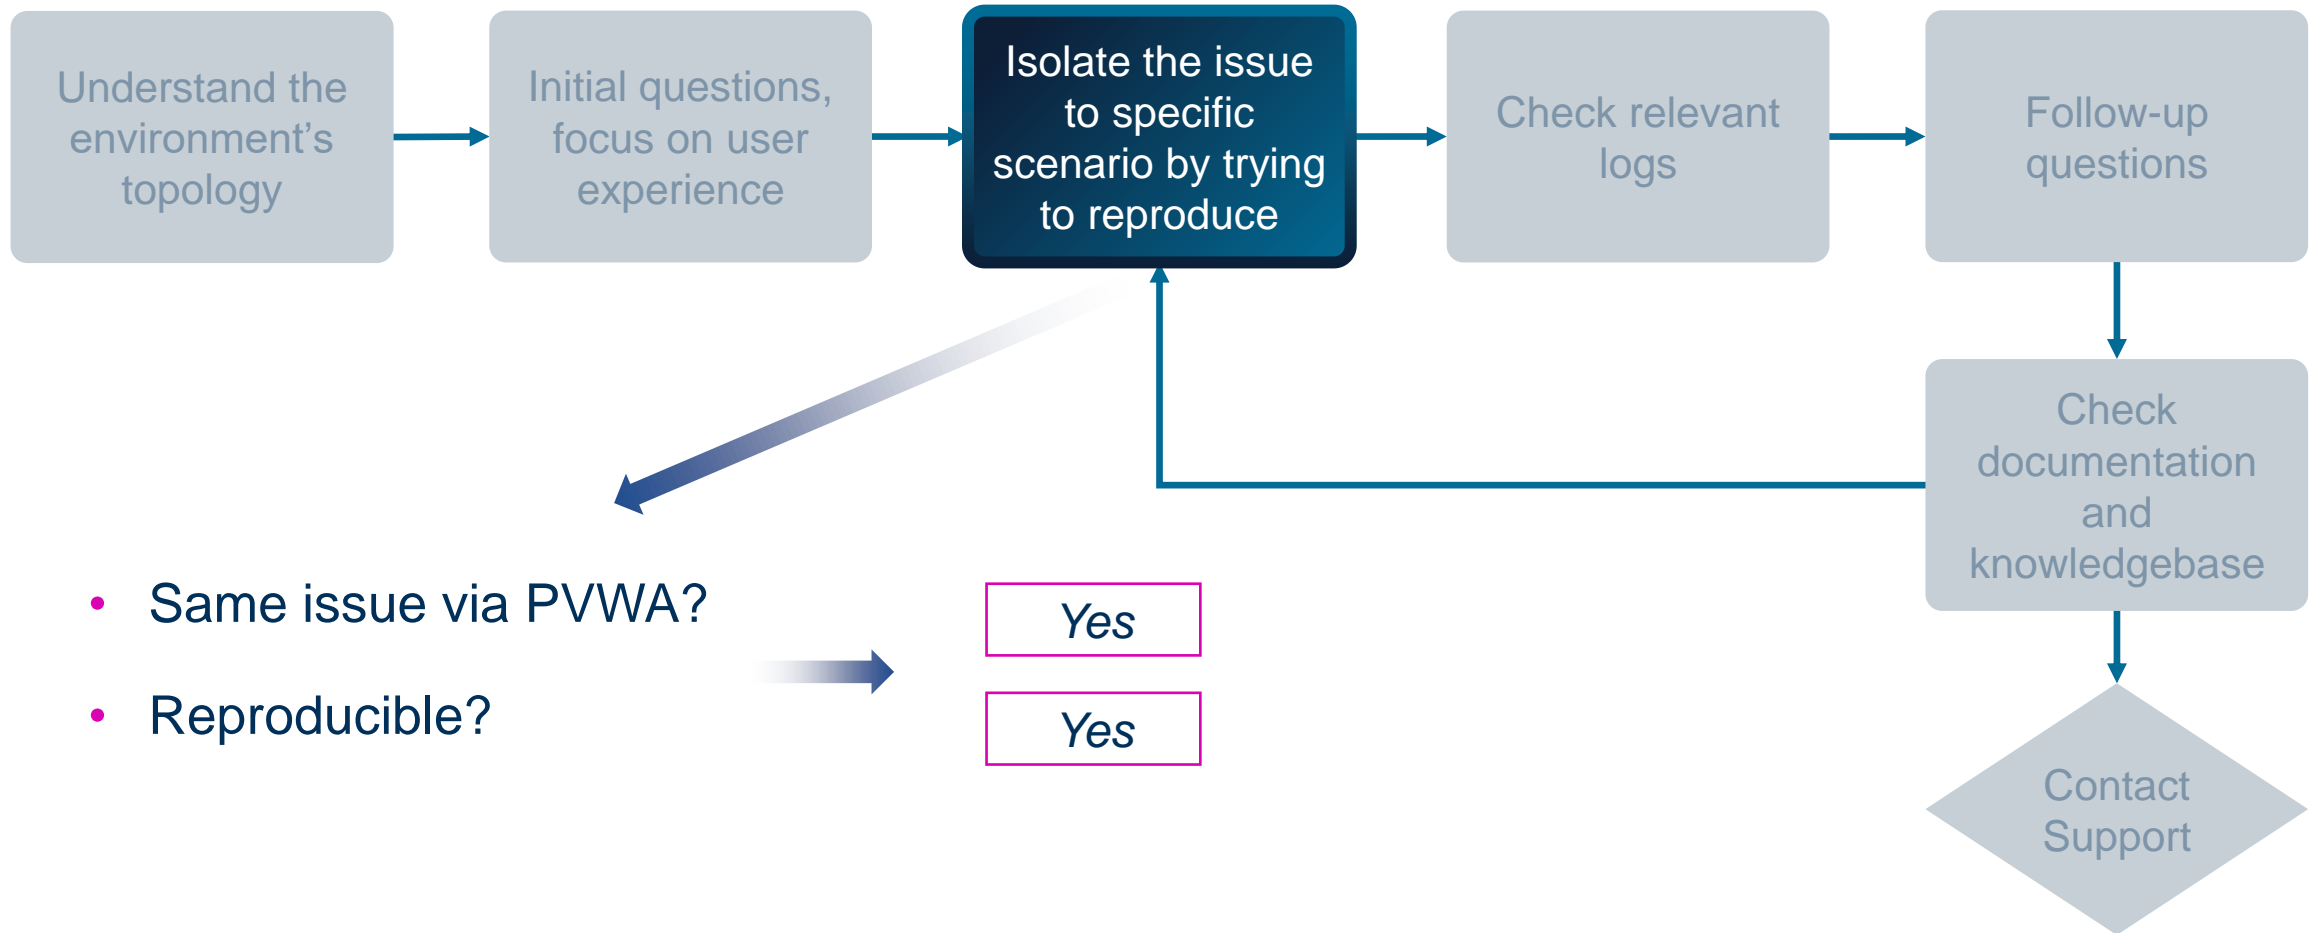 Understand the
environment’s
topology
Initial questions,
focus on user
experience
Isolate the issue
to specific
scenario by trying
to reproduce
Check relevant
logs
Follow-up
questions
Check
documentation
and
knowledgebase
Contact
Support
• Same issue via PVWA?
Yes
• Reproducible?
Yes